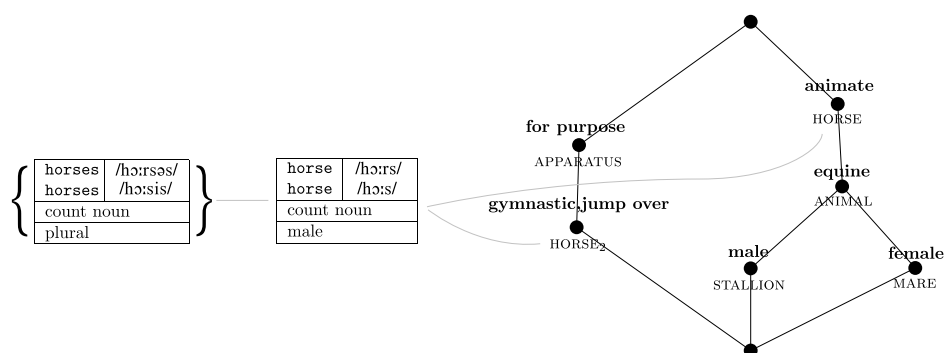 horses /hɔːrsəs/
horses /hɔːsis/
count noun
plural
horse /hɔːrs/
horse /hɔːs/
count noun
male
for purpose
APPARATUS
gymnastic,jump over
HORSE₂
animate
HORSE
equine
ANIMAL
male
STALLION
female
MARE